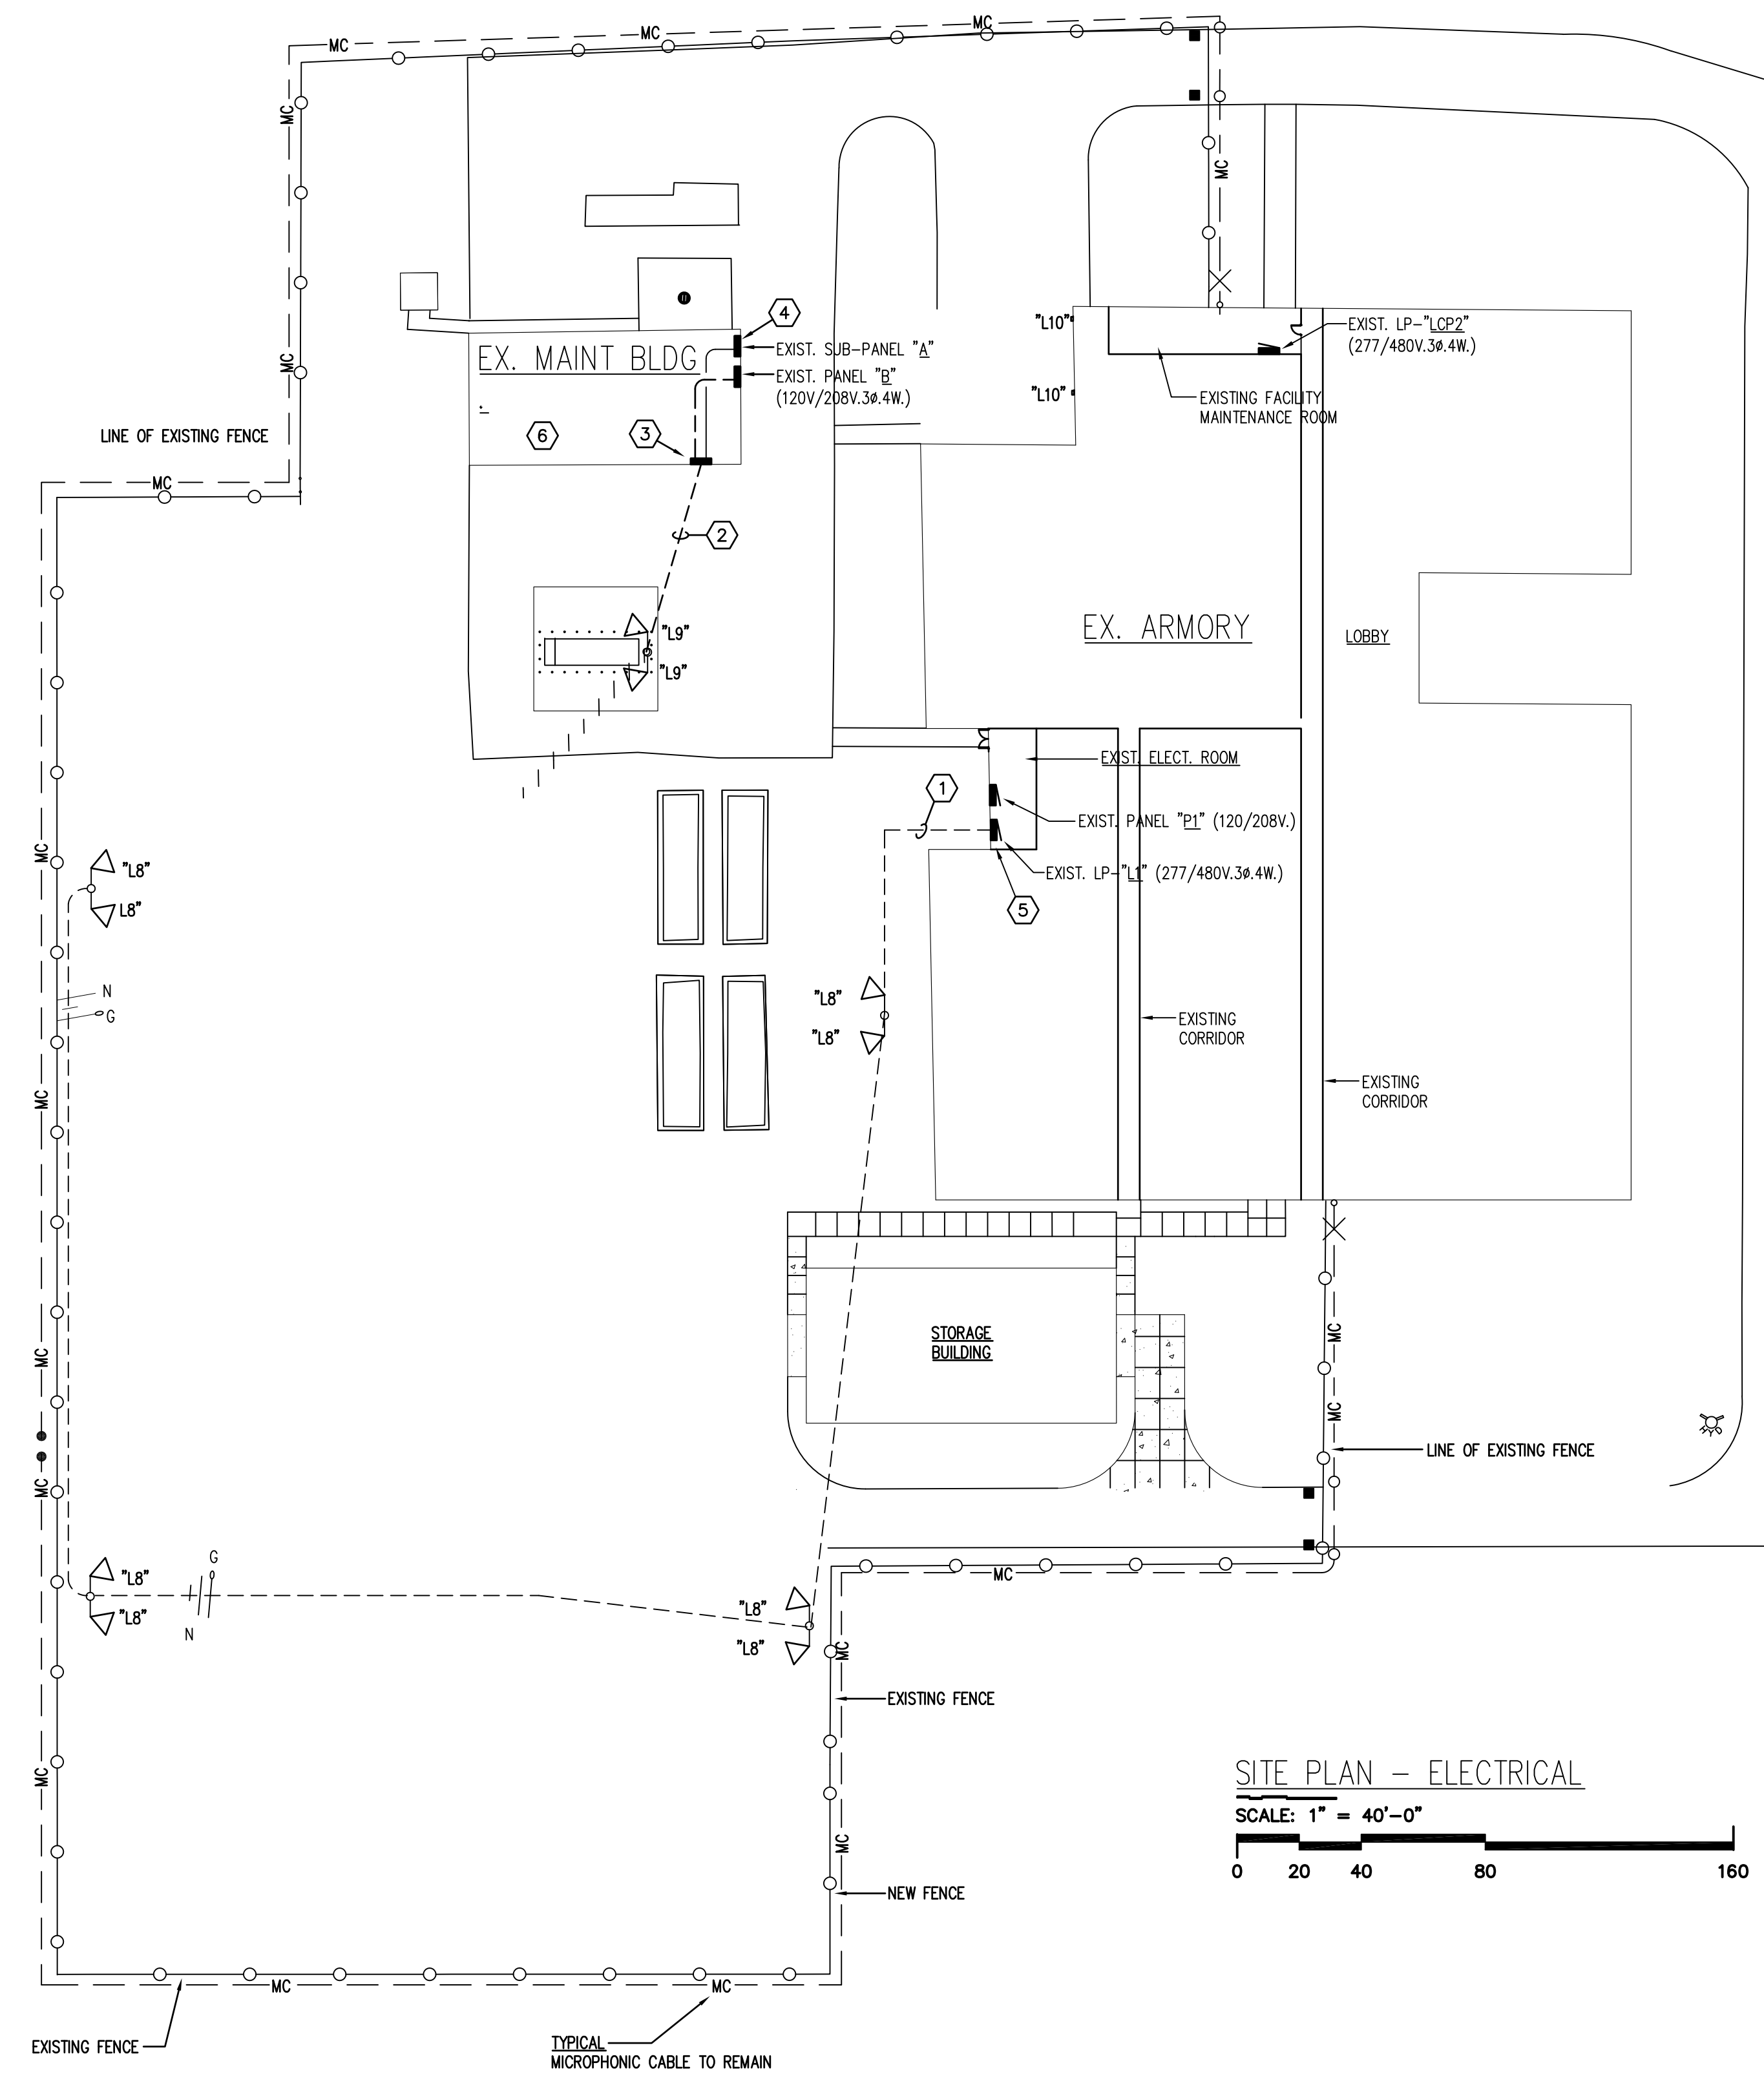 MC
MC
MC
MC
MC
MC
"L10"
EXIST. LP-"LCP2"
(277/480V.3ø.4W.)
4
EX. MAINT BLDG
EXIST. SUB-PANEL "A"
EXIST. PANEL "B"
(120V/208V.3ø.4W.)
"L10"
EXISTING FACILITY
MAINTENANCE ROOM
LINE OF EXISTING FENCE
6
3
MC
2
EX. ARMORY
LOBBY
"L9"
"L9"
EXIST. ELECT. ROOM
1
EXIST. PANEL "P1" (120/208V.)
MC
"L8"
EXIST. LP-"L1" (277/480V.3ø.4W.)
L8"
5
N
G
"L8"
"L8"
EXISTING
CORRIDOR
MC
EXISTING
CORRIDOR
STORAGE
BUILDING
MC
MC
MC
LINE OF EXISTING FENCE
MC
G
MC
"L8"
"L8"
N
"L8"
"L8"
MC
EXISTING FENCE
MC
MC
SITE PLAN - ELECTRICAL
SCALE: 1" = 40'-0"
0 20 40 80 160
NEW FENCE
MC
MC
EXISTING FENCE
TYPICAL
MICROPHONIC CABLE TO REMAIN